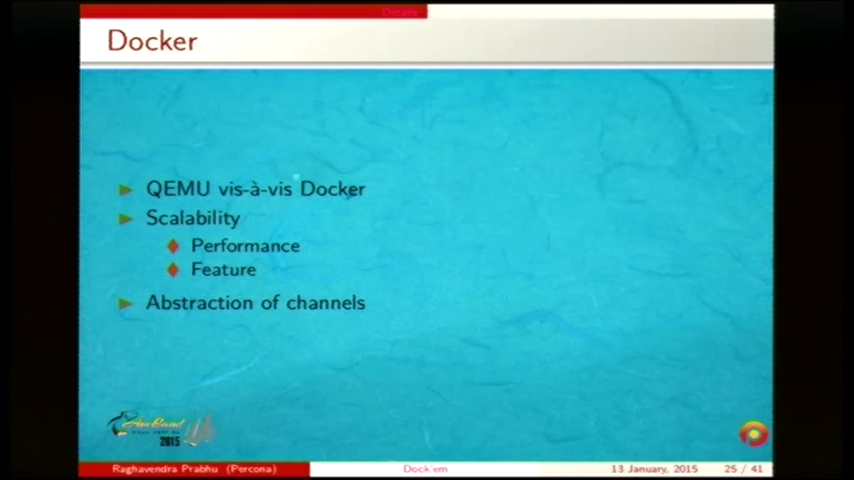 Details
Docker
QEMU vis-à-vis Docker
Scalability
Performance
Feature
Abstraction of channels
2015
Raghavendra Prabhu (Percona) Dock'em 13 January, 2015 25 / 41